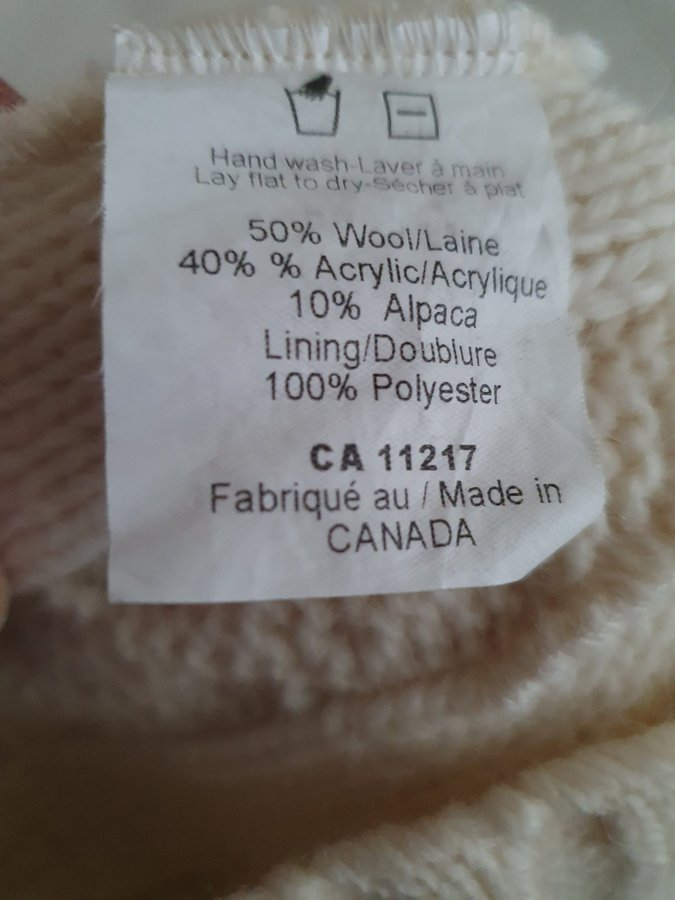 Hand wash-Laver à main
Lay flat to dry-Sécher à plat
50% Wool/Laine
40% % Acrylic/Acrylique
10% Alpaca
Lining/Doublure
100% Polyester
CA 11217
Fabriqué au / Made in
CANADA